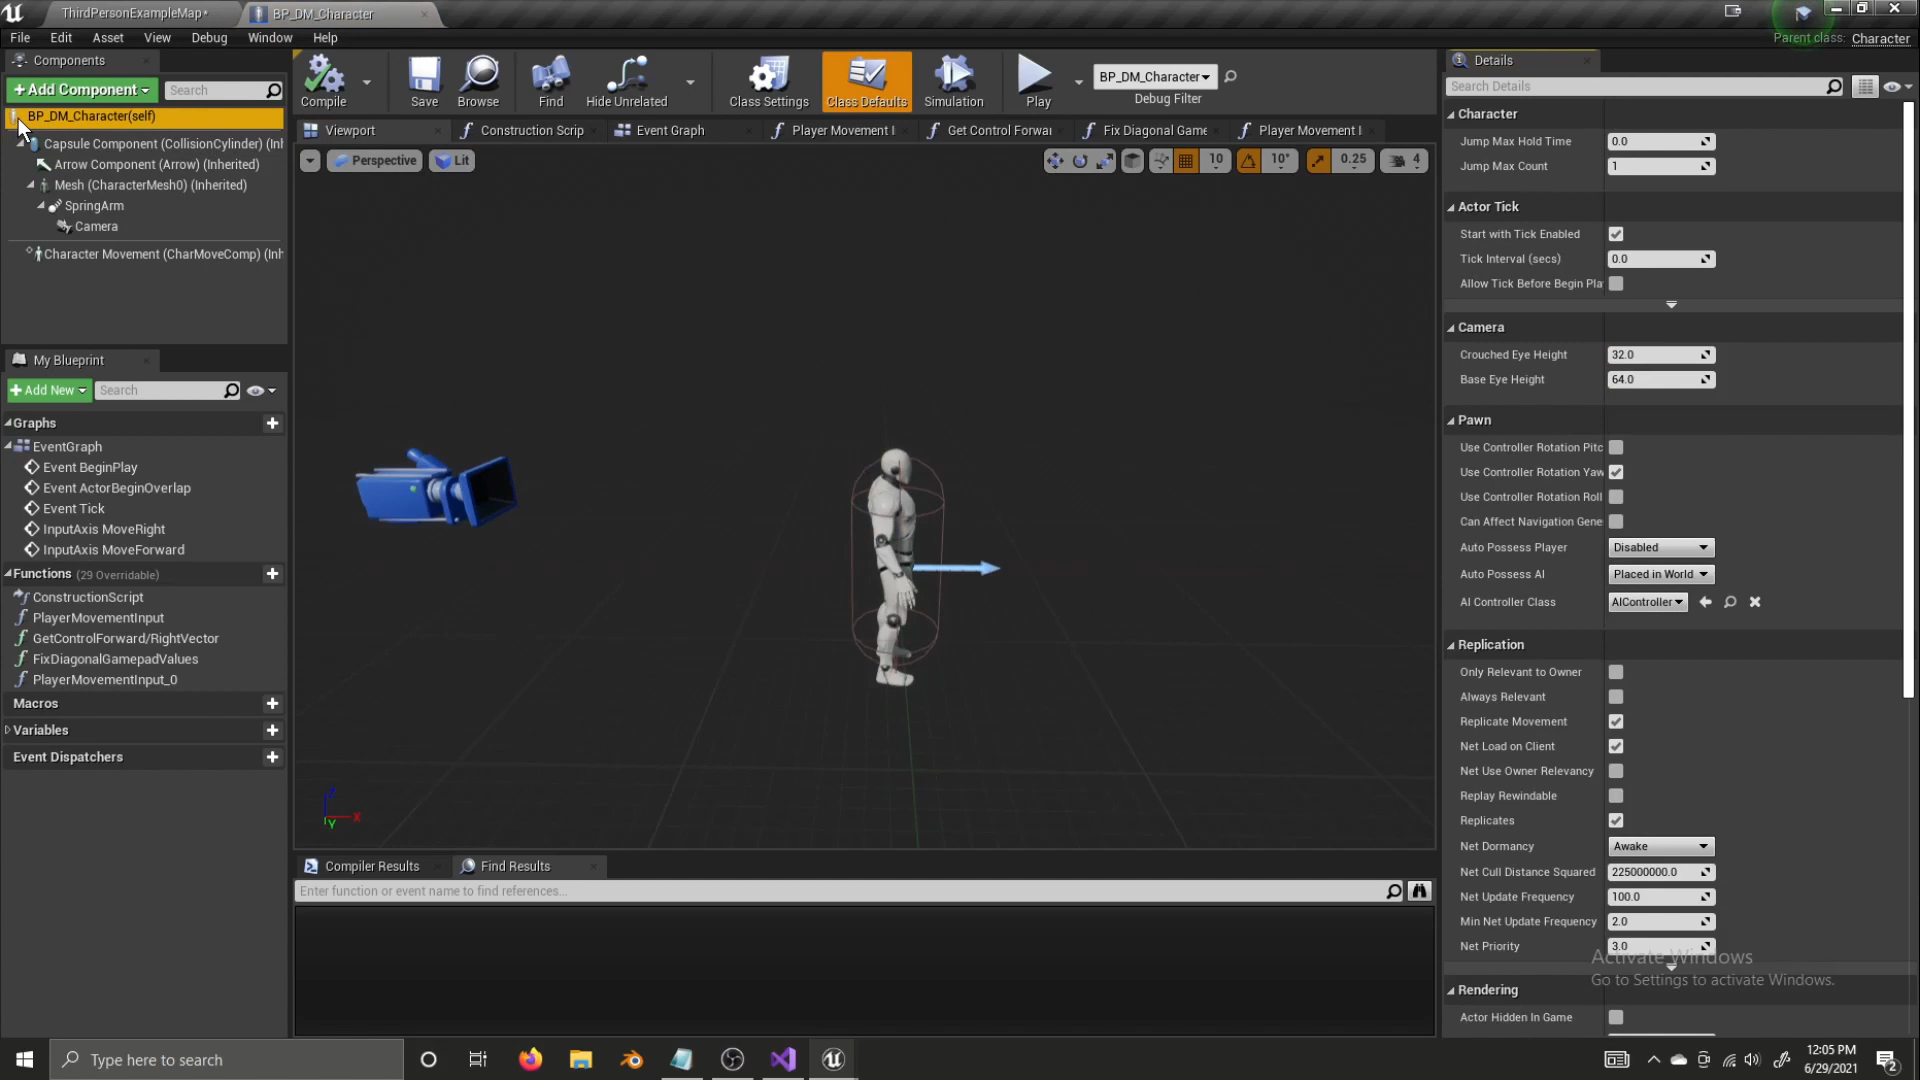 ThirdPersonExampleMap*
BP_DM_Character
File Edit Asset View Debug Window Help
Parent class: Character
Components
+Add Component
Search
BP_DM_Character(self)
Capsule Component (CollisionCylinder) (Inh
Arrow Component (Arrow) (Inherited)
Mesh (CharacterMesh0) (Inherited)
SpringArm
Camera
Character Movement (CharMoveComp) (Inh
My Blueprint
+Add New
Search
Graphs
EventGraph
Event BeginPlay
Event ActorBeginOverlap
Event Tick
InputAxis MoveRight
InputAxis MoveForward
Functions (29 Overridable)
ConstructionScript
PlayerMovementInput
GetControlForward/RightVector
FixDiagonalGamepadValues
PlayerMovementInput_0
Macros
Variables
Event Dispatchers
Compile
Save
Browse
Find
Hide Unrelated
Class Settings
Class Defaults
Simulation
Play
BP_DM_Character
Debug Filter
Viewport
Construction Scrip
Event Graph
Player Movement I
Get Control Forwar
Fix Diagonal Game
Player Movement I
Perspective
Lit
10
10°
0.25
4
Z
X
Y
Compiler Results
Find Results
Enter function or event name to find references...
Details
Search Details
Character
Jump Max Hold Time 0.0
Jump Max Count 1
Actor Tick
Start with Tick Enabled
Tick Interval (secs) 0.0
Allow Tick Before Begin Pla
Camera
Crouched Eye Height 32.0
Base Eye Height 64.0
Pawn
Use Controller Rotation Pitc
Use Controller Rotation Yaw
Use Controller Rotation Roll
Can Affect Navigation Gene
Auto Possess Player Disabled
Auto Possess AI Placed in World
AI Controller Class AIController
Replication
Only Relevant to Owner
Always Relevant
Replicate Movement
Net Load on Client
Net Use Owner Relevancy
Replay Rewindable
Replicates
Net Dormancy Awake
Net Cull Distance Squared 225000000.0
Net Update Frequency 100.0
Min Net Update Frequency 2.0
Net Priority 3.0
Activate Windows
Go to Settings to activate Windows.
Rendering
Actor Hidden In Game
Type here to search
12:05 PM
6/29/2021
2